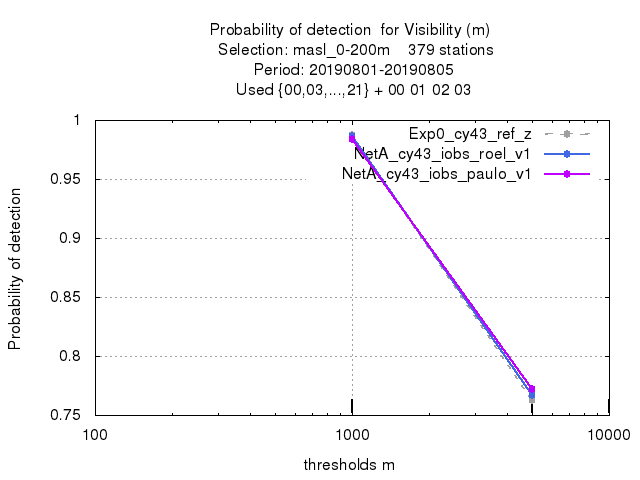 Probability of detection  for Visibility (m)
Selection: masl_0-200m    379 stations
Period: 20190801-20190805
Used {00,03,...,21} + 00 01 02 03
1
0.95
0.9
0.85
0.8
0.75
Probability of detection
Exp0_cy43_ref_z
NetA_cy43_iobs_roel_v1
NetA_cy43_iobs_paulo_v1
100
1000
10000
thresholds m